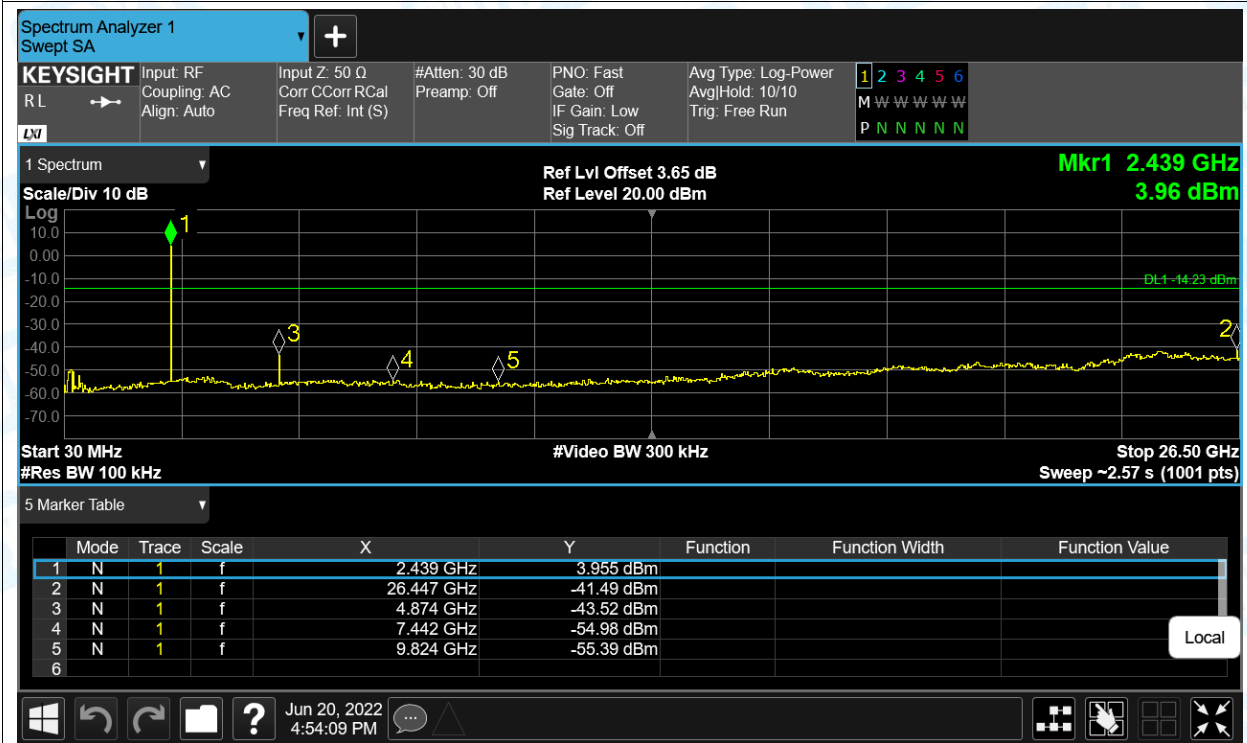 Spectrum Analyzer 1
Swept SA
KEYSIGHT Input: RF Input Z: 50 Ω #Atten: 30 dB PNO: Fast Avg Type: Log-Power 1 2 3 4 5 6
R L Coupling: AC Corr CCorr RCal Preamp: Off Gate: Off Avg|Hold: 10/10 M W W W W W W
Align: Auto Freq Ref: Int (S) IF Gain: Low Trig: Free Run
LXI Sig Track: Off P N N N N N
1 Spectrum Ref Lvl Offset 3.65 dB Mkr1 2.439 GHz
Scale/Div 10 dB Ref Level 20.00 dBm 3.96 dBm
Log
1
10.0
0.00
-10.0 DL1 -14.23 dBm
-20.0
-30.0
3 2
-40.0
4 5
-50.0
-60.0
-70.0
Start 30 MHz #Video BW 300 kHz Stop 26.50 GHz
#Res BW 100 kHz Sweep ~2.57 s (1001 pts)
5 Marker Table
Mode Trace Scale X Y Function Function Width Function Value
1 N 1 f 2.439 GHz 3.955 dBm
2 N 1 f 26.447 GHz -41.49 dBm
3 N 1 f 4.874 GHz -43.52 dBm
4 N 1 f 7.442 GHz -54.98 dBm
5 N 1 f 9.824 GHz -55.39 dBm
6
Local
? Jun 20, 2022
4:54:09 PM